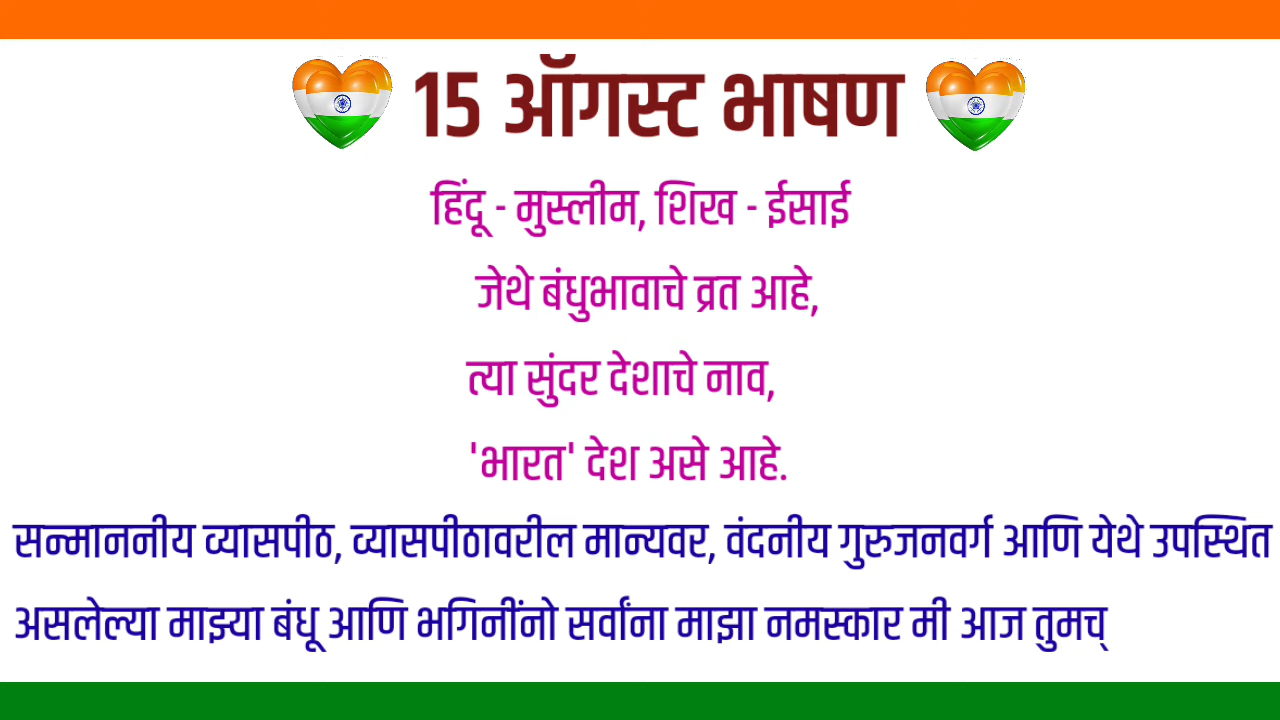 15 ऑगस्ट भाषण
हिंदू - मुस्लीम, शिख - ईसाई
जेथे बंधुभावाचे व्रत आहे,
त्या सुंदर देशाचे नाव,
'भारत' देश असे आहे.
सन्माननीय व्यासपीठ, व्यासपीठावरील मान्यवर, वंदनीय गुरुजनवर्ग आणि येथे उपस्थित
असलेल्या माझ्या बंधू आणि भगिनींनो सर्वांना माझा नमस्कार मी आज तुमच्